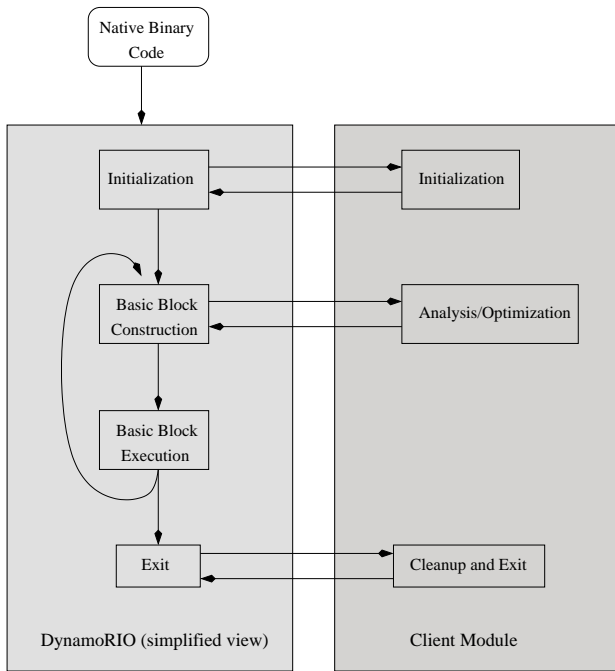 Native Binary
Code
Initialization
Initialization
Basic Block
Construction
Analysis/Optimization
Basic Block
Execution
Exit
Cleanup and Exit
DynamoRIO (simplified view)
Client Module